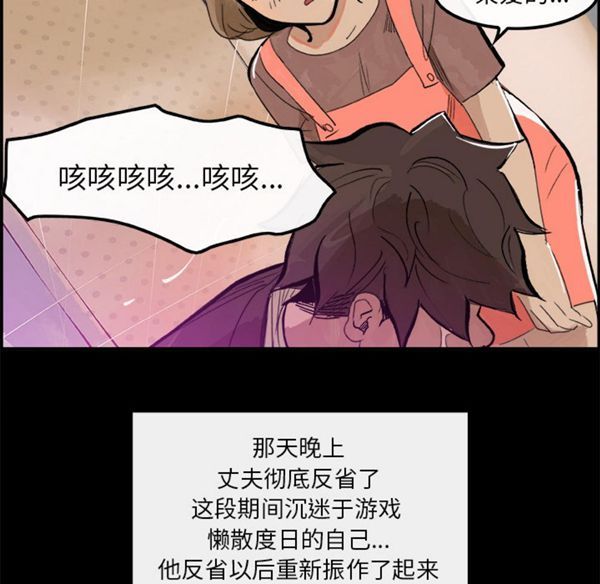 咳咳咳咳...咳咳...
那天晚上
丈夫彻底反省了
这段期间沉迷于游戏
懒散度日的自己...
他反省以后重新振作了起来